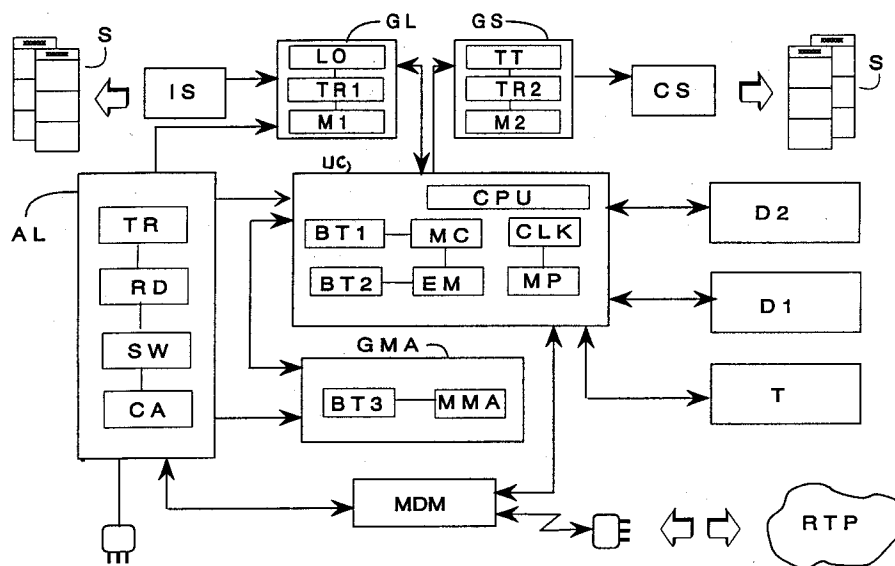 GL
GS
S
IS
LO
TR1
M1
TT
TR2
M2
CS
S
UC
AL
TR
RD
SW
CA
CPU
BT1
MC
CLK
BT2
EM
MP
D2
D1
T
GMA
BT3
MMA
MDM
RTP